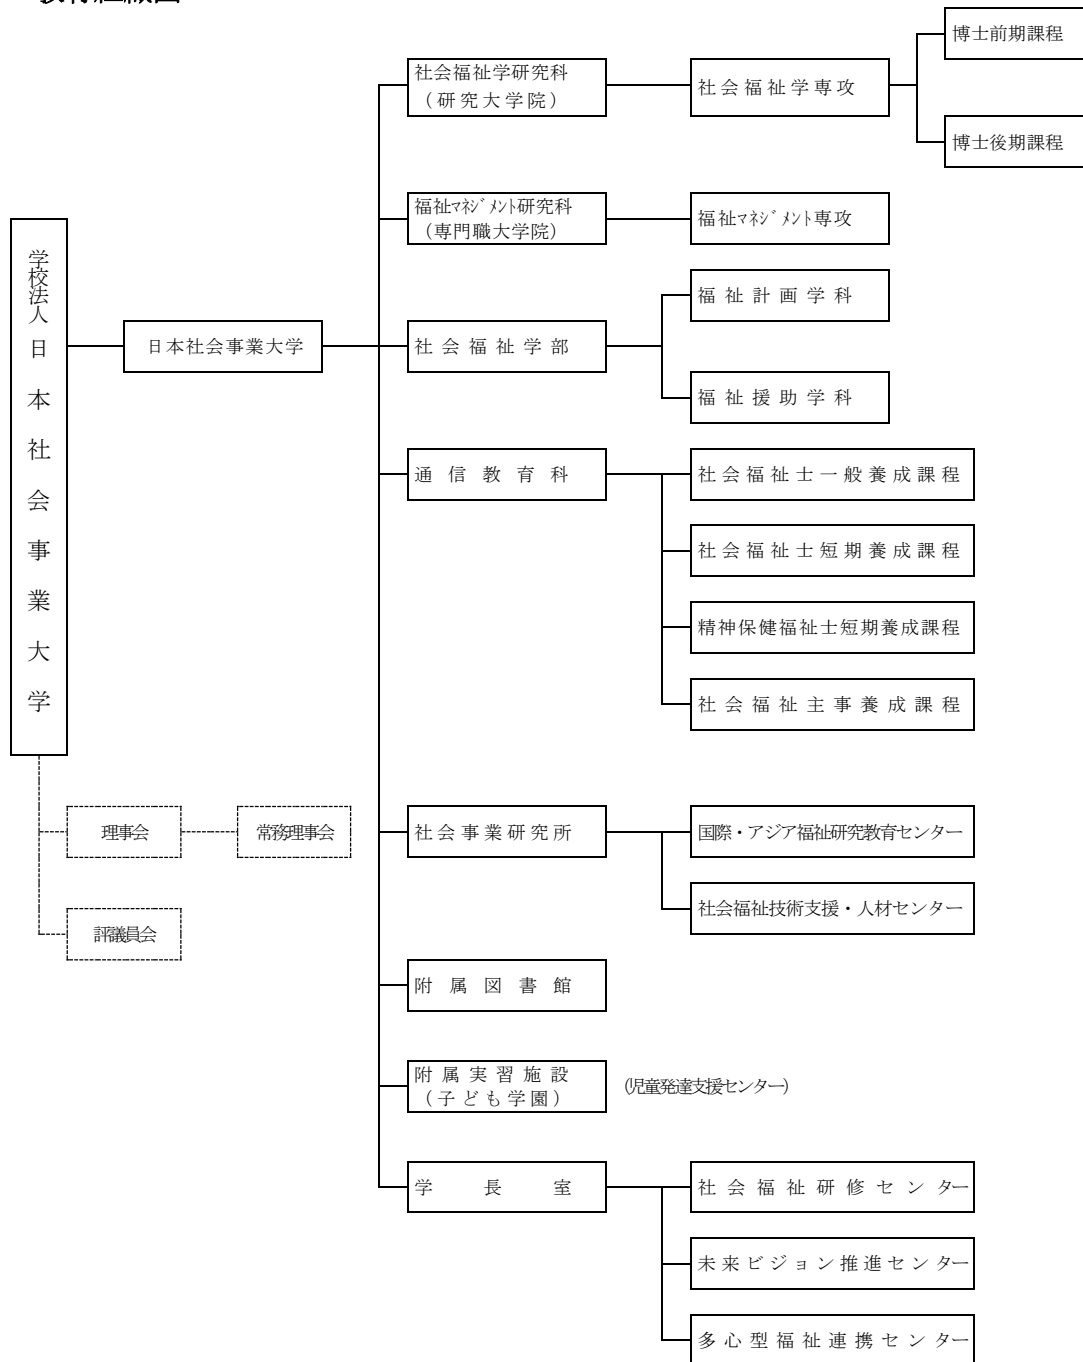 教育組織図
社会福祉学研究科
（研究大学院）
社会福祉学専攻
博士前期課程
博士後期課程
福祉ﾏﾈｼﾞﾒﾝﾄ研究科
（専門職大学院）
福祉ﾏﾈｼﾞﾒﾝﾄ専攻
学校法人日本社会事業大学
日本社会事業大学
社会福祉学部
福祉計画学科
福祉援助学科
通信教育科
社会福祉士一般養成課程
社会福祉士短期養成課程
精神保健福祉士短期養成課程
社会福祉主事養成課程
理事会
常務理事会
評議員会
社会事業研究所
国際・アジア福祉研究教育センター
社会福祉技術支援・人材センター
附属図書館
附属実習施設
（子ども学園）
(児童発達支援センター)
学長室
社会福祉研修センター
未来ビジョン推進センター
多心型福祉連携センター